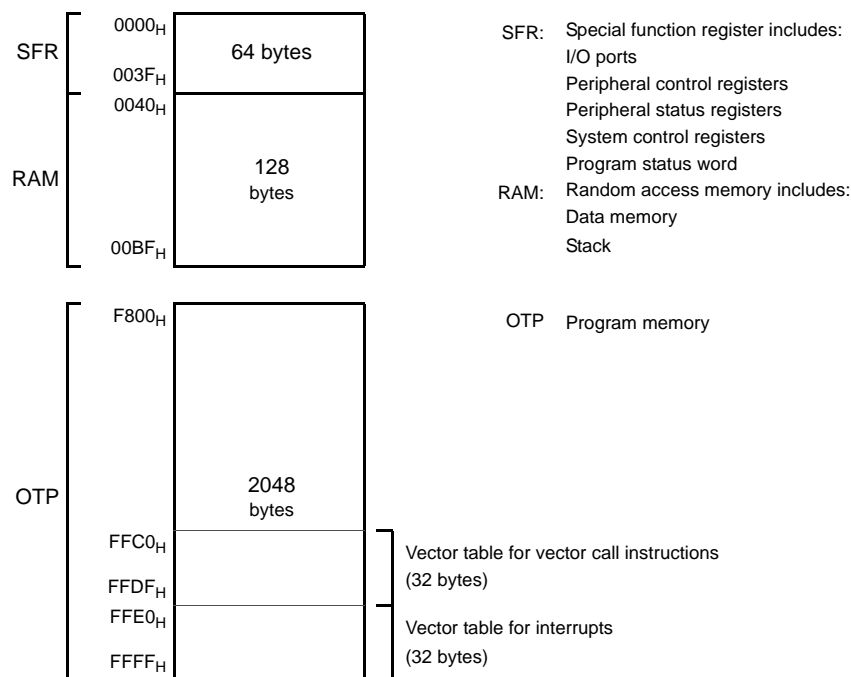 0000H
SFR
64 bytes
003FH
0040H
RAM
128
bytes
00BFH
SFR: Special function register includes:
I/O ports
Peripheral control registers
Peripheral status registers
System control registers
Program status word
RAM: Random access memory includes:
Data memory
Stack
F800H
OTP Program memory
OTP
2048
bytes
FFC0H
FFDFH
Vector table for vector call instructions
(32 bytes)
FFE0H
FFFFH
Vector table for interrupts
(32 bytes)